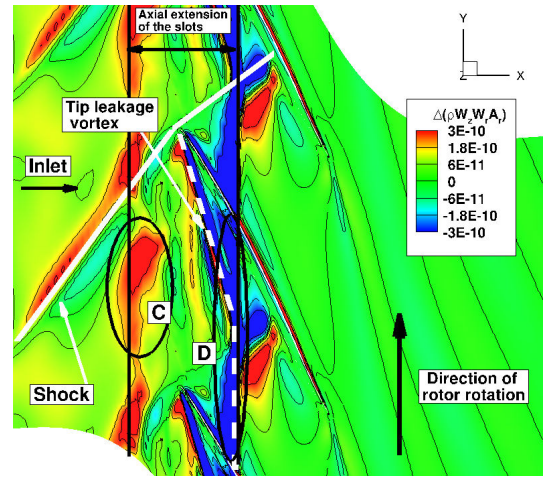 Axial extension
of the slots
Y
Z
X
Tip leakage
vortex
Δ(ρWzWrAr)
3E-10
1.8E-10
6E-11
0
-6E-11
-1.8E-10
-3E-10
Inlet
C
D
Shock
Direction of
rotor rotation